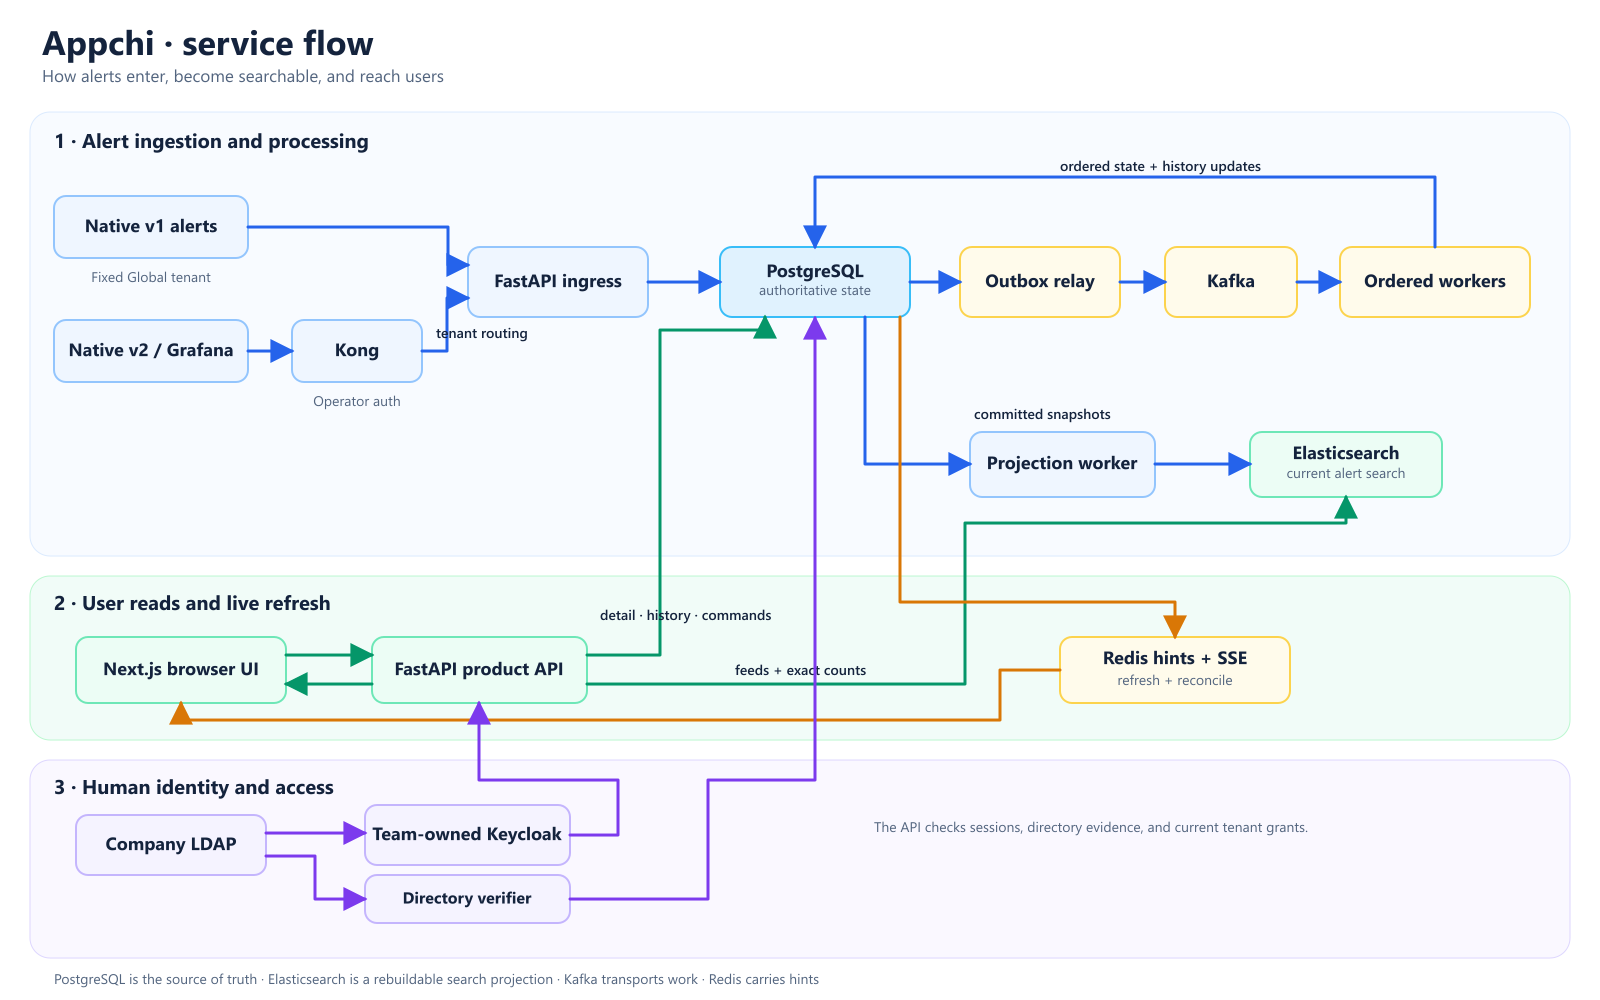 Appchi · service flow
How alerts enter, become searchable, and reach users
1 · Alert ingestion and processing
ordered state + history updates
Native v1 alerts
Fixed Global tenant
FastAPI ingress
PostgreSQL
authoritative state
Outbox relay
Kafka
Ordered workers
tenant routing
Native v2 / Grafana
Kong
Operator auth
committed snapshots
Projection worker
Elasticsearch
current alert search
2 · User reads and live refresh
detail · history · commands
Next.js browser UI
FastAPI product API
feeds + exact counts
Redis hints + SSE
refresh + reconcile
3 · Human identity and access
Company LDAP
Team-owned Keycloak
Directory verifier
The API checks sessions, directory evidence, and current tenant grants.
PostgreSQL is the source of truth · Elasticsearch is a rebuildable search projection · Kafka transports work · Redis carries hints